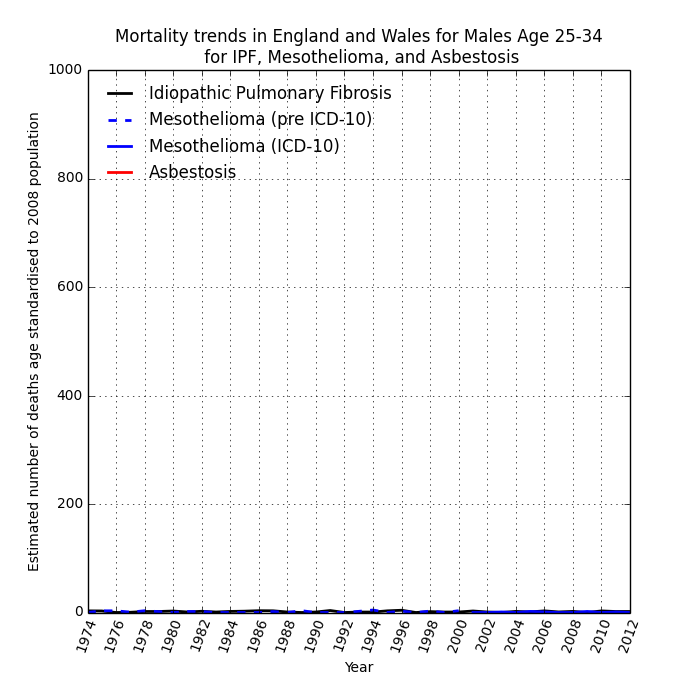 Mortality trends in England and Wales for Males Age 25-34
for IPF, Mesothelioma, and Asbestosis
1000
800
600
400
200
0
Estimated number of deaths age standardised to 2008 population
Idiopathic Pulmonary Fibrosis
Mesothelioma (pre ICD-10)
Mesothelioma (ICD-10)
Asbestosis
1974 1976 1978 1980 1982 1984 1986 1988 1990 1992 1994 1996 1998 2000 2002 2004 2006 2008 2010 2012
Year